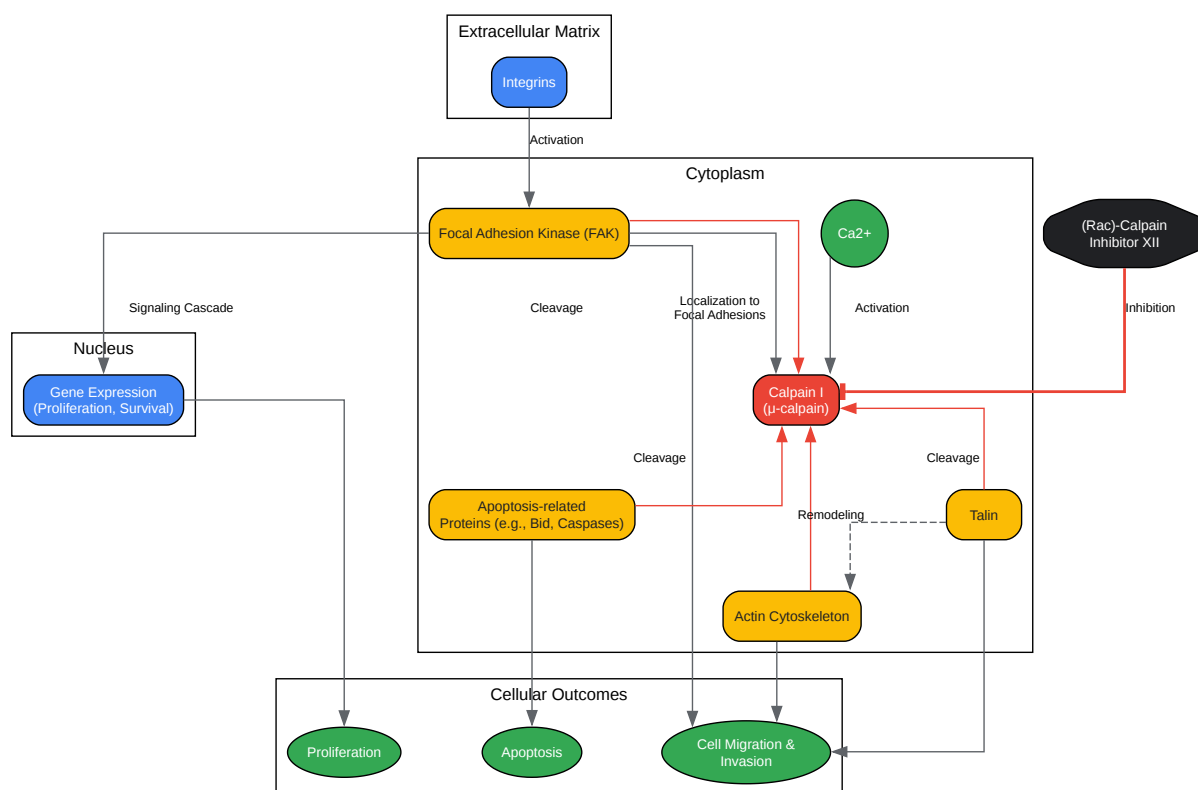 Extracellular Matrix
Integrins
Activation
Cytoplasm
Focal Adhesion Kinase (FAK)
Ca2+
(Rac)-Calpain
Inhibitor XII
Signaling Cascade
Cleavage
Localization to
Focal Adhesions
Activation
Inhibition
Nucleus
Gene Expression
(Proliferation, Survival)
Calpain I
(μ-calpain)
Cleavage
Cleavage
Apoptosis-related
Proteins (e.g., Bid, Caspases)
Remodeling
Talin
Actin Cytoskeleton
Cellular Outcomes
Proliferation
Apoptosis
Cell Migration &
Invasion